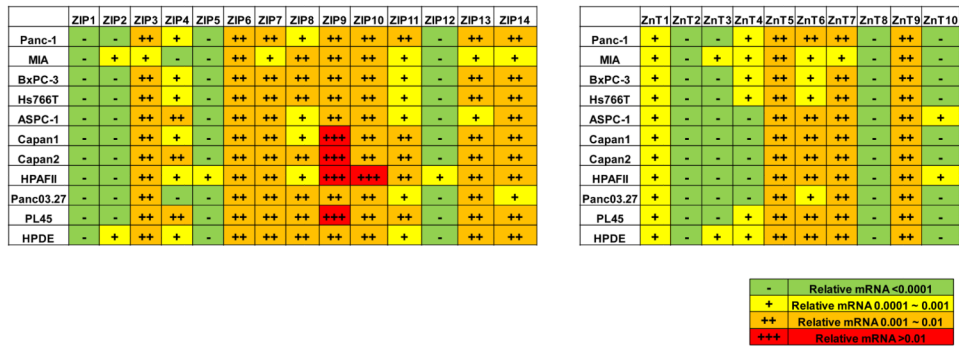 ZIP1 ZIP2 ZIP3 ZIP4 ZIP5 ZIP6 ZIP7 ZIP8 ZIP9 ZIP10 ZIP11 ZIP12 ZIP13 ZIP14
Panc-1 - - ++ + - ++ ++ + ++ ++ ++ - ++ ++
MIA - + + - - ++ + ++ ++ ++ + - + +
BxPC-3 - - ++ + - ++ ++ ++ ++ ++ + - ++ ++
Hs766T - - ++ + - ++ ++ ++ ++ ++ + - ++ ++
ASPC-1 - - ++ ++ - ++ ++ + ++ ++ + - + ++
Capan1 - - ++ + - ++ ++ + +++ ++ ++ - ++ ++
Capan2 - - ++ ++ - ++ ++ ++ +++ ++ ++ - ++ ++
HPAFII - - ++ + + ++ ++ + +++ +++ ++ + ++ ++
Panc03.27 - - ++ - - ++ ++ ++ ++ ++ + - ++ +
PL45 - - ++ ++ - ++ ++ ++ +++ ++ ++ - ++ ++
HPDE - + ++ + - ++ ++ ++ ++ ++ + - ++ ++
ZnT1 ZnT2 ZnT3 ZnT4 ZnT5 ZnT6 ZnT7 ZnT8 ZnT9 ZnT10
Panc-1 + - - + ++ ++ ++ - ++ -
MIA + - + + ++ + + - ++ -
BxPC-3 + - - + ++ + ++ - ++ -
Hs766T + - - + ++ + ++ - ++ -
ASPC-1 + - - - ++ ++ ++ - ++ +
Capan1 + - - - ++ ++ ++ - ++ -
Capan2 + - - - ++ ++ ++ - ++ -
HPAFII + - - - ++ ++ ++ - ++ +
Panc03.27 + - - - ++ + ++ - ++ -
PL45 + - - + ++ ++ ++ - ++ -
HPDE + - + + ++ ++ ++ - ++ -
- Relative mRNA <0.0001
+ Relative mRNA 0.0001 ~ 0.001
++ Relative mRNA 0.001 ~ 0.01
+++ Relative mRNA >0.01